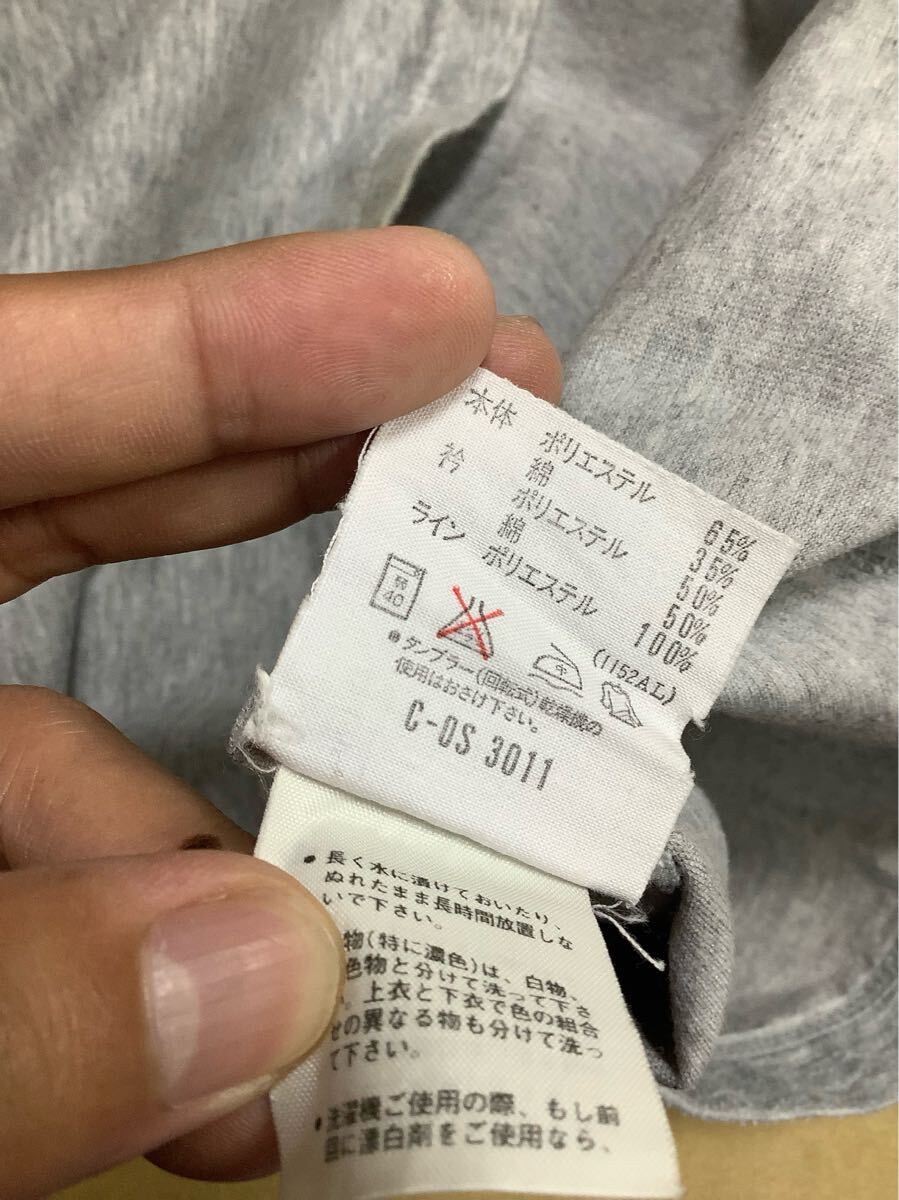 本体 ポリエステル 65%
綿 35%
衿 ポリエステル 50%
綿 50%
ライン ポリエステル 100%
弱 40
(1152AL)
タンブラー(回転式)乾燥機の
使用はおさけ下さい。
C-OS 3011
●長く水に漬けておいたり、
ぬれたまま長時間放置しな
いで下さい。
物(特に濃色)は、白物、
色物と分けて洗って下さ
い。上衣と下衣で色の組合
せの異なる物も分けて洗っ
て下さい。
●洗濯機ご使用の際、もし前
回に漂白剤をご使用なら、